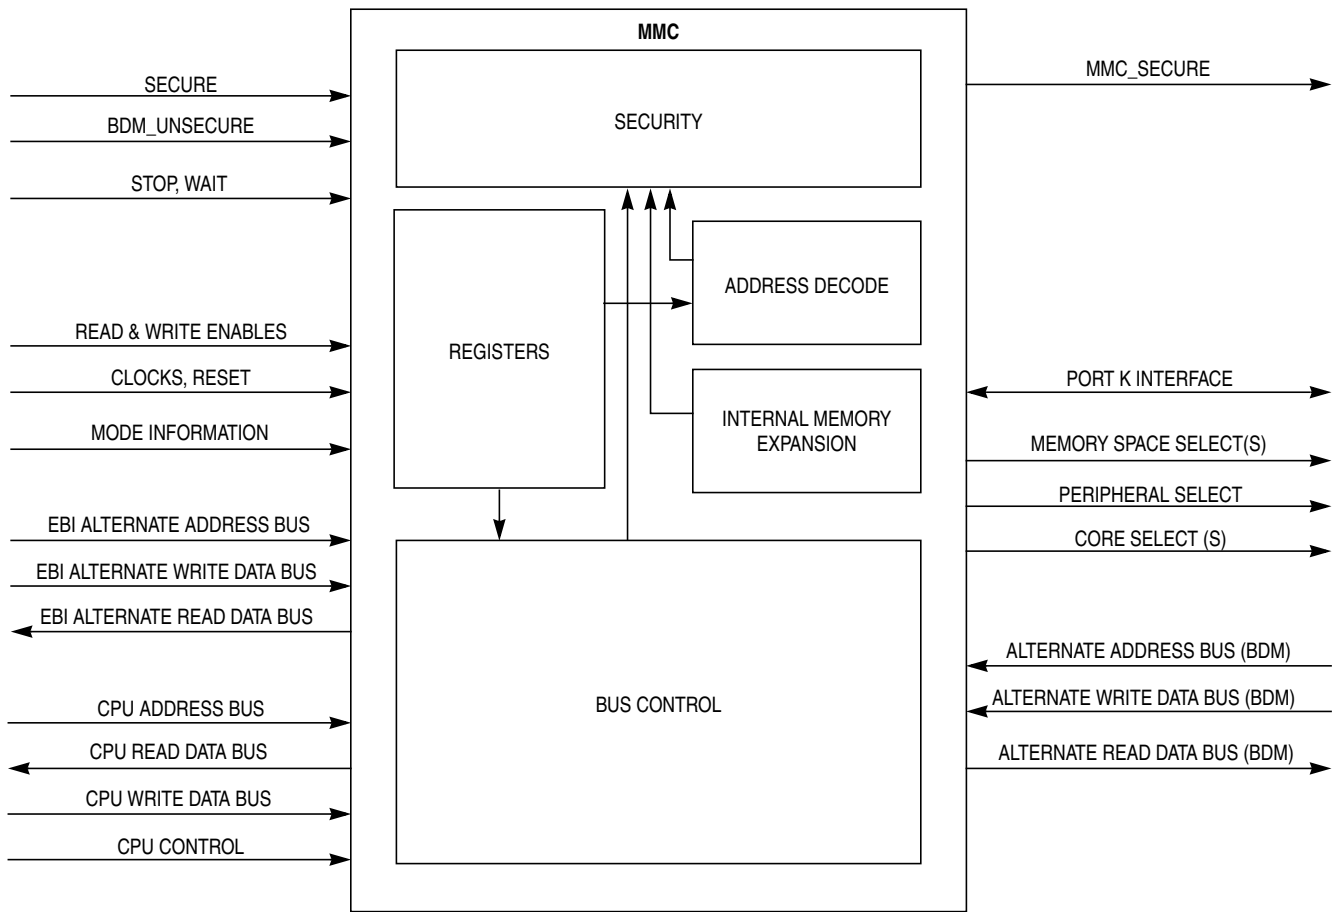 MMC
SECURE
BDM_UNSECURE
STOP, WAIT
READ & WRITE ENABLES
CLOCKS, RESET
MODE INFORMATION
EBI ALTERNATE ADDRESS BUS
EBI ALTERNATE WRITE DATA BUS
EBI ALTERNATE READ DATA BUS
CPU ADDRESS BUS
CPU READ DATA BUS
CPU WRITE DATA BUS
CPU CONTROL
SECURITY
REGISTERS
ADDRESS DECODE
INTERNAL MEMORY
EXPANSION
BUS CONTROL
MMC_SECURE
PORT K INTERFACE
MEMORY SPACE SELECT(S)
PERIPHERAL SELECT
CORE SELECT (S)
ALTERNATE ADDRESS BUS (BDM)
ALTERNATE WRITE DATA BUS (BDM)
ALTERNATE READ DATA BUS (BDM)